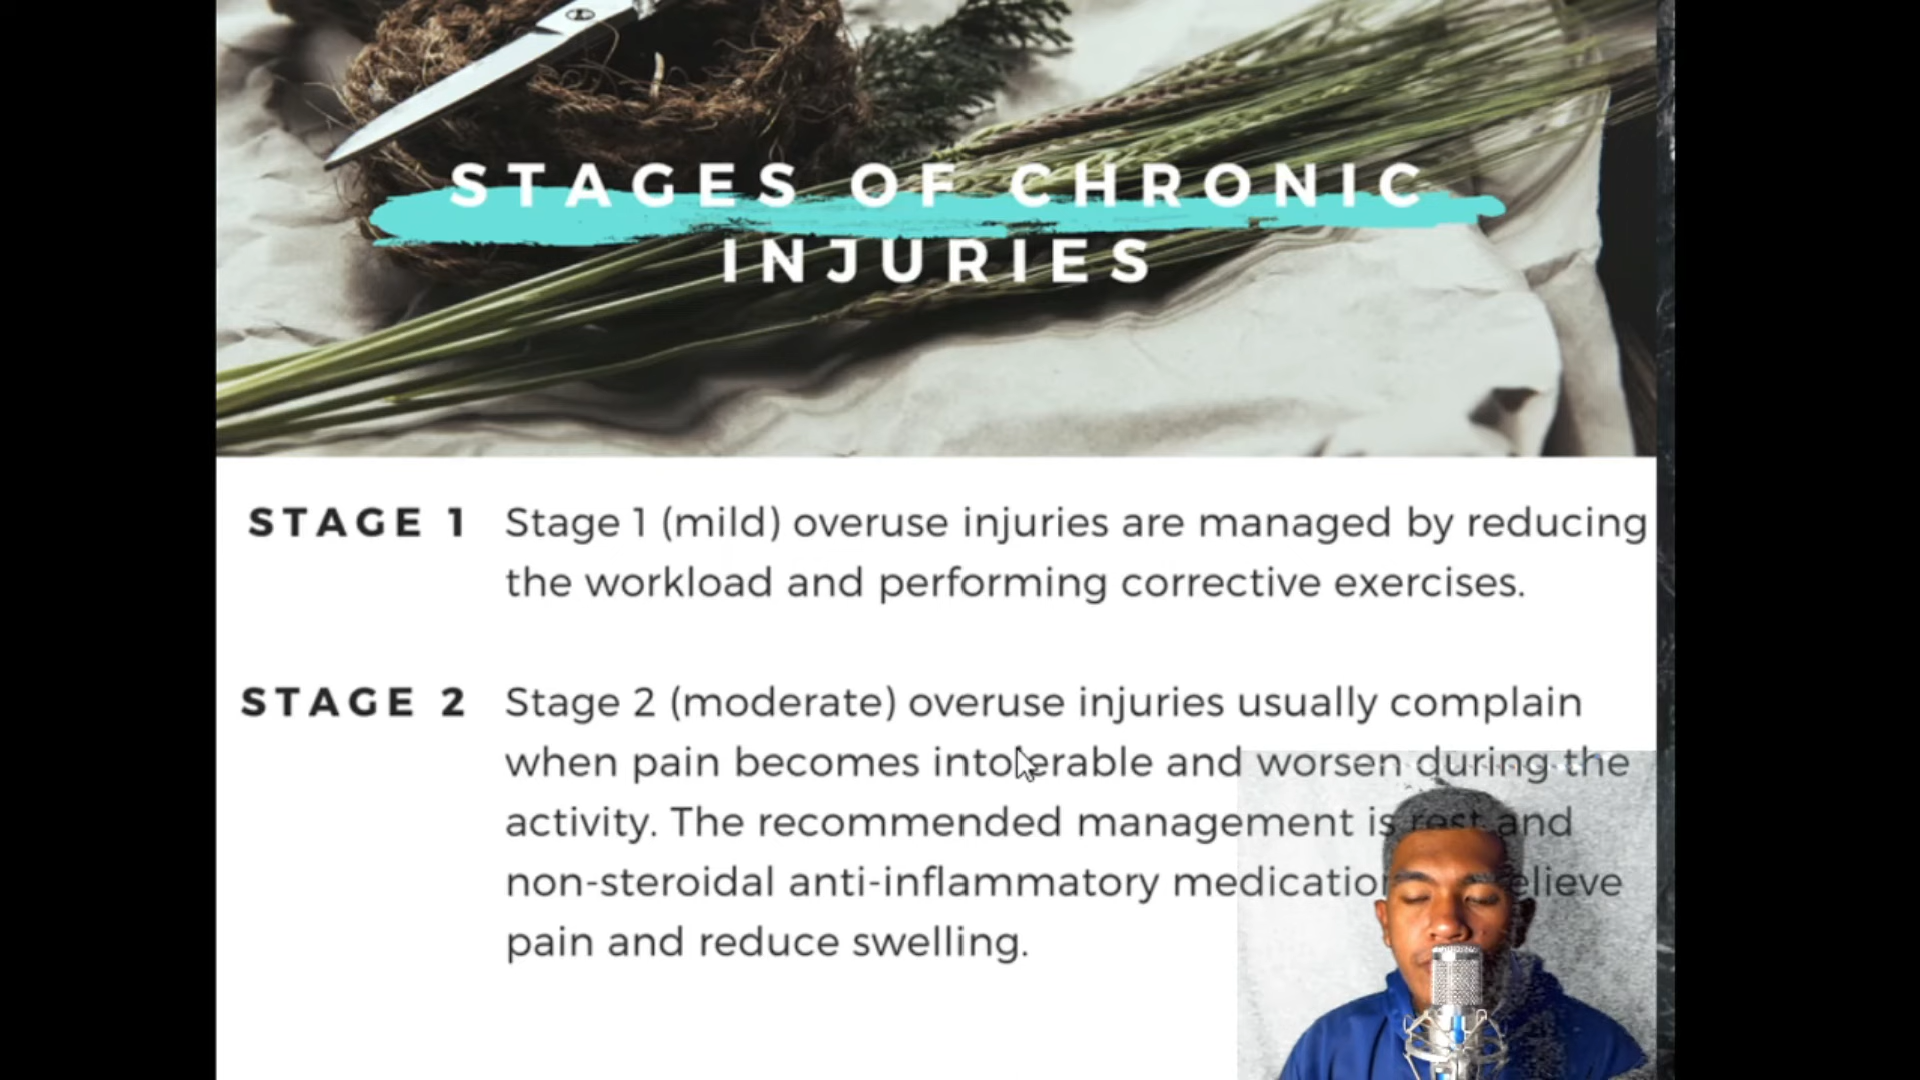 STAGES OF CHRONIC
INJURIES
STAGE 1 Stage 1 (mild) overuse injuries are managed by reducing
the workload and performing corrective exercises.
STAGE 2 Stage 2 (moderate) overuse injuries usually complain
when pain becomes intolerable and worsen during the
activity. The recommended management is rest and
non-steroidal anti-inflammatory
pain and reduce swelling.